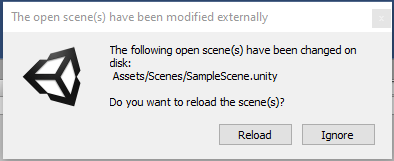 The open scene(s) have been modified externally
The following open scene(s) have been changed on
disk:
Assets/Scenes/SampleScene.unity
Do you want to reload the scene(s)?
Reload
Ignore